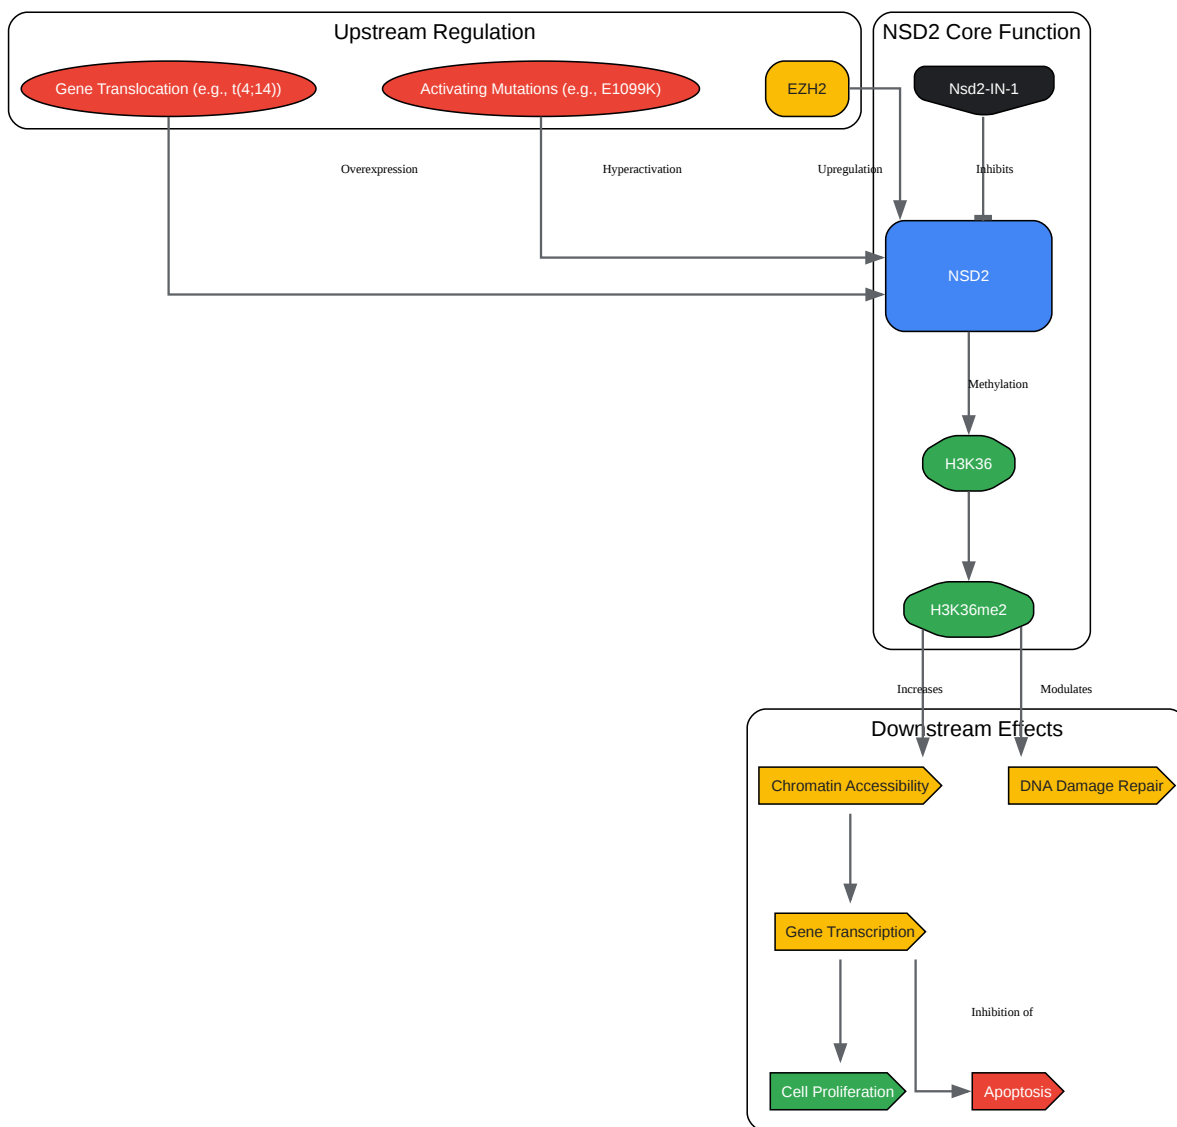 Upstream Regulation
NSD2 Core Function
Gene Translocation (e.g., t(4;14))
Activating Mutations (e.g., E1099K)
EZH2
Nsd2-IN-1
Overexpression
Hyperactivation
Upregulation
Inhibits
NSD2
Methylation
H3K36
H3K36me2
Increases
Modulates
Downstream Effects
Chromatin Accessibility
DNA Damage Repair
Gene Transcription
Inhibition of
Cell Proliferation
Apoptosis